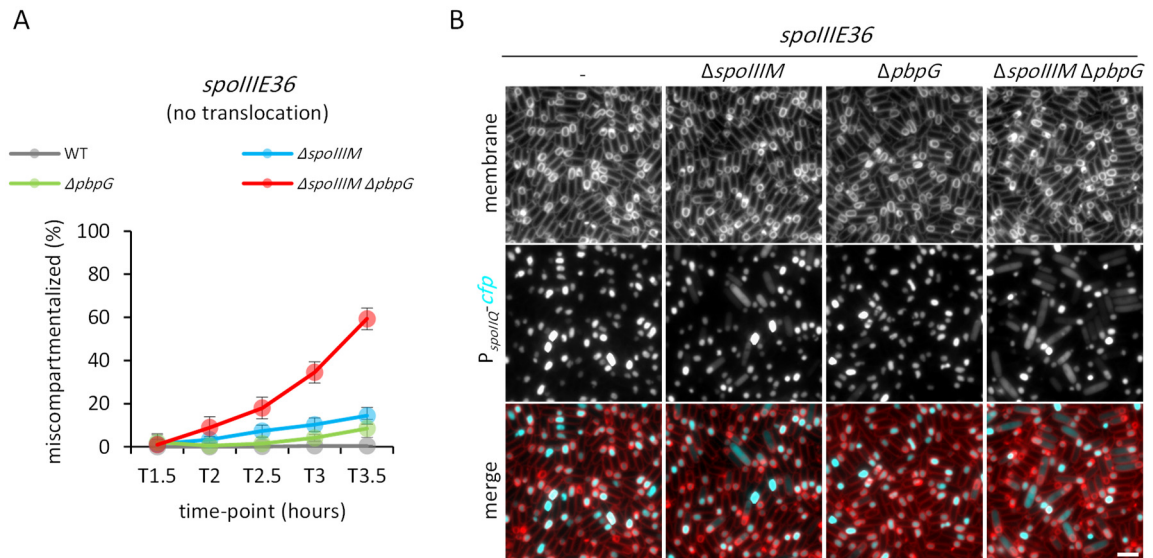 A
spoIIIE36
(no translocation)
WT
ΔspoIIIM
ΔpbpG
ΔspoIIIM ΔpbpG
miscompartmentalized (%)
100
80
60
40
20
0
T1.5 T2 T2.5 T3 T3.5
time-point (hours)
B
spoIIIE36
- ΔspoIIIM ΔpbpG ΔspoIIIM ΔpbpG
membrane
PspoIIQ-cfp
merge